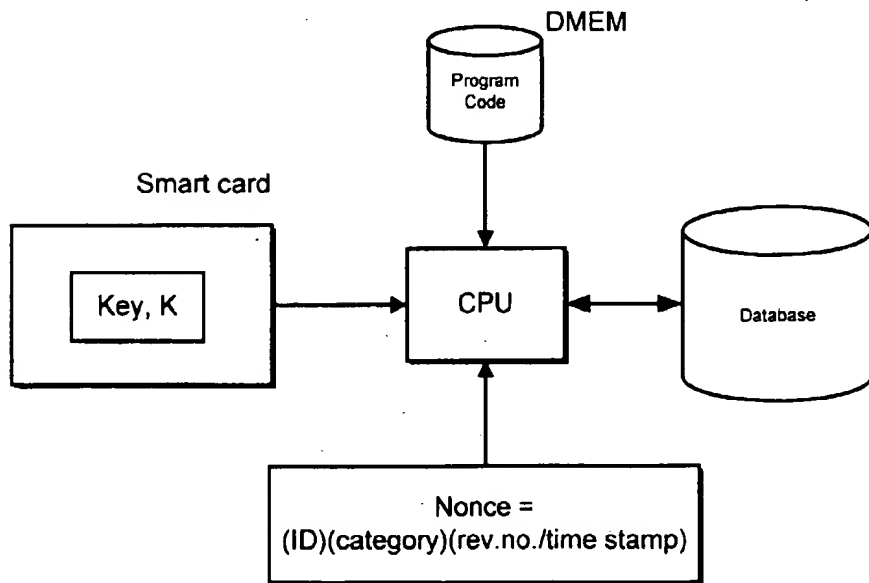 DMEM
Program
Code
Smart card
Key, K
CPU
Database
Nonce =
(ID)(category)(rev.no./time stamp)